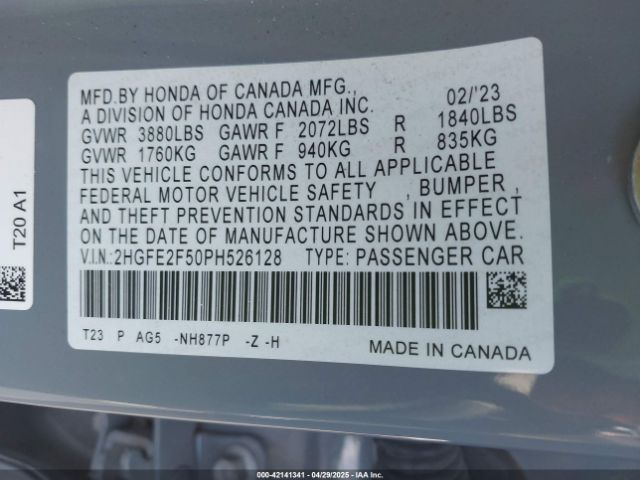 MFD.BY HONDA OF CANADA MFG.,
A DIVISION OF HONDA CANADA INC. 02/'23
GVWR 3880LBS GAWR F 2072LBS R 1840LBS
GVWR 1760KG GAWR F 940KG R 835KG
THIS VEHICLE CONFORMS TO ALL APPLICABLE
FEDERAL MOTOR VEHICLE SAFETY , BUMPER ,
AND THEFT PREVENTION STANDARDS IN EFFECT
ON DATE OF MANUFACTURE SHOWN ABOVE.
V.I.N.: 2HGFE2F50PH526128 TYPE: PASSENGER CAR
T23 P AG5 -NH877P -Z -H
MADE IN CANADA
T20 A1
000-42141341 | 04/29/2025 | IAA Inc.